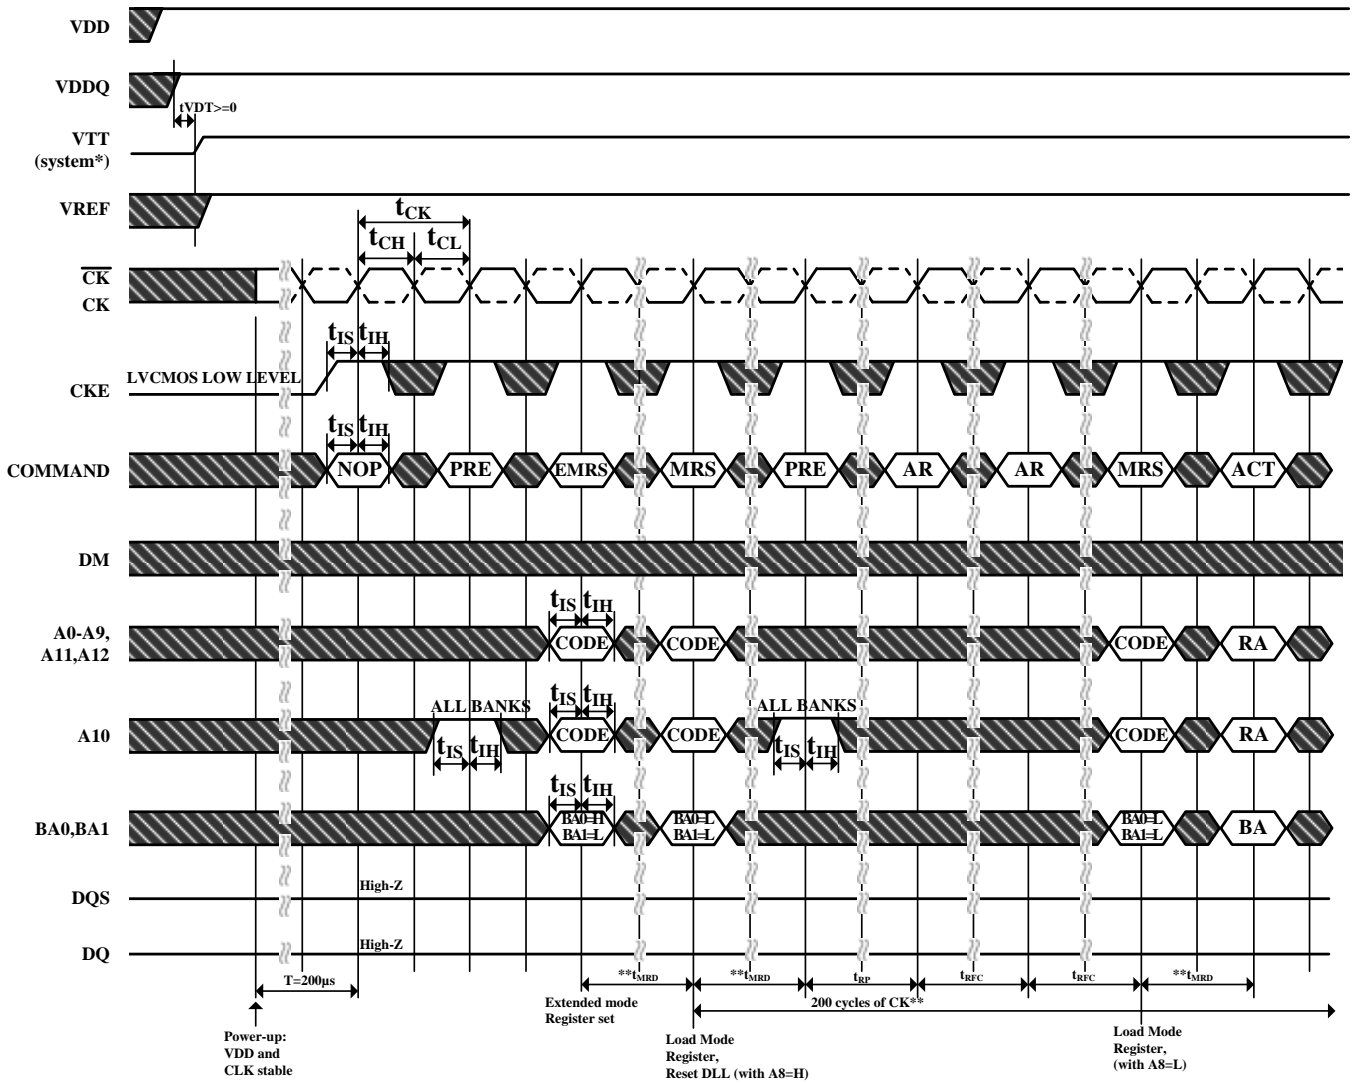 VDD
VDDQ
tVDT>=0
VTT
(system*)
VREF
tCK
tCH tCL
CK
CK
tIS tIH
LVCMOS LOW LEVEL
CKE
tIS tIH
COMMAND NOP PRE EMRS MRS PRE AR AR MRS ACT
DM
tIS tIH
A0-A9,
A11,A12
CODE CODE CODE RA
ALL BANKS tIS tIH ALL BANKS
A10 CODE CODE CODE RA
tIS tIH tIS tIH
tIS tIH
BA0,BA1
BA0=H BA0=L BA0=L
BA1=L BA1=L BA1=L
BA
High-Z
DQS
High-Z
DQ
T=200µs **tMRD **tMRD tRP tRFC tRFC **tMRD
Extended mode
Register set
200 cycles of CK**
Power-up:
VDD and
CLK stable
Load Mode
Register,
Reset DLL (with A8=H)
Load Mode
Register,
(with A8=L)